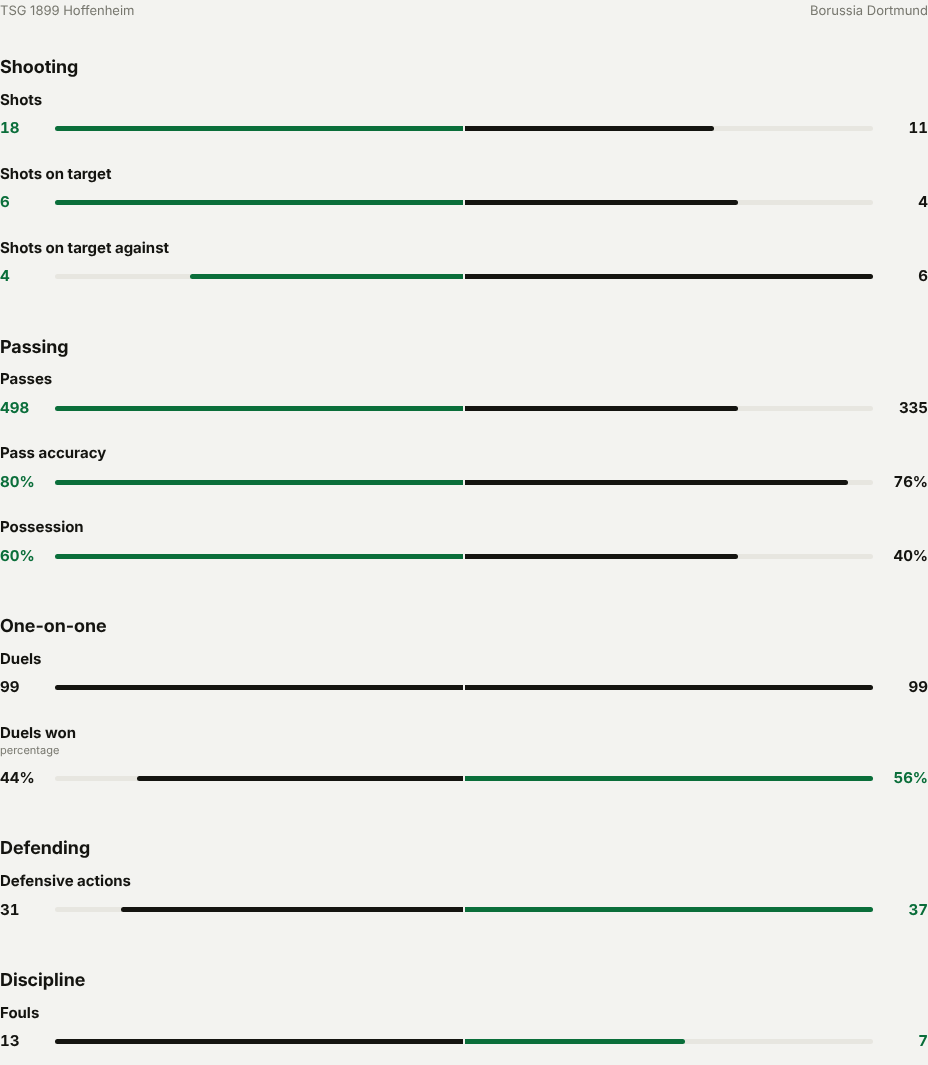 TSG 1899 Hoffenheim Borussia Dortmund
Shooting
Shots
18 11
Shots on target
6 4
Shots on target against
4 6
Passing
Passes
498 335
Pass accuracy
80% 76%
Possession
60% 40%
One-on-one
Duels
99 99
Duels won
percentage
44% 56%
Defending
Defensive actions
31 37
Discipline
Fouls
13 7